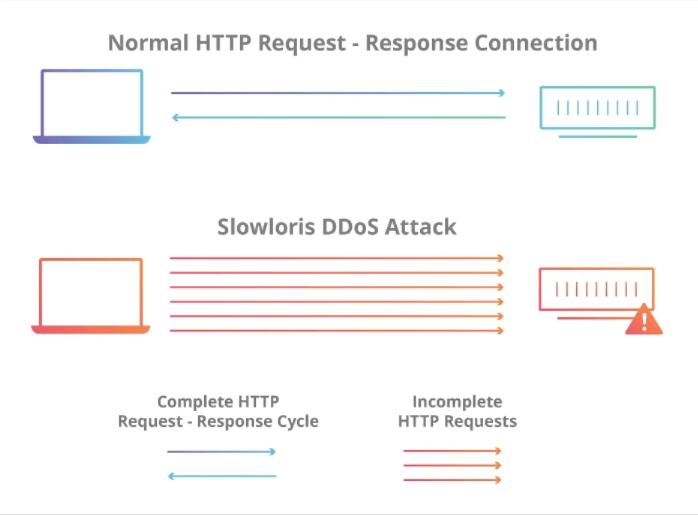 Normal HTTP Request - Response Connection
Slowloris DDoS Attack
Complete HTTP
Request - Response Cycle
Incomplete
HTTP Requests